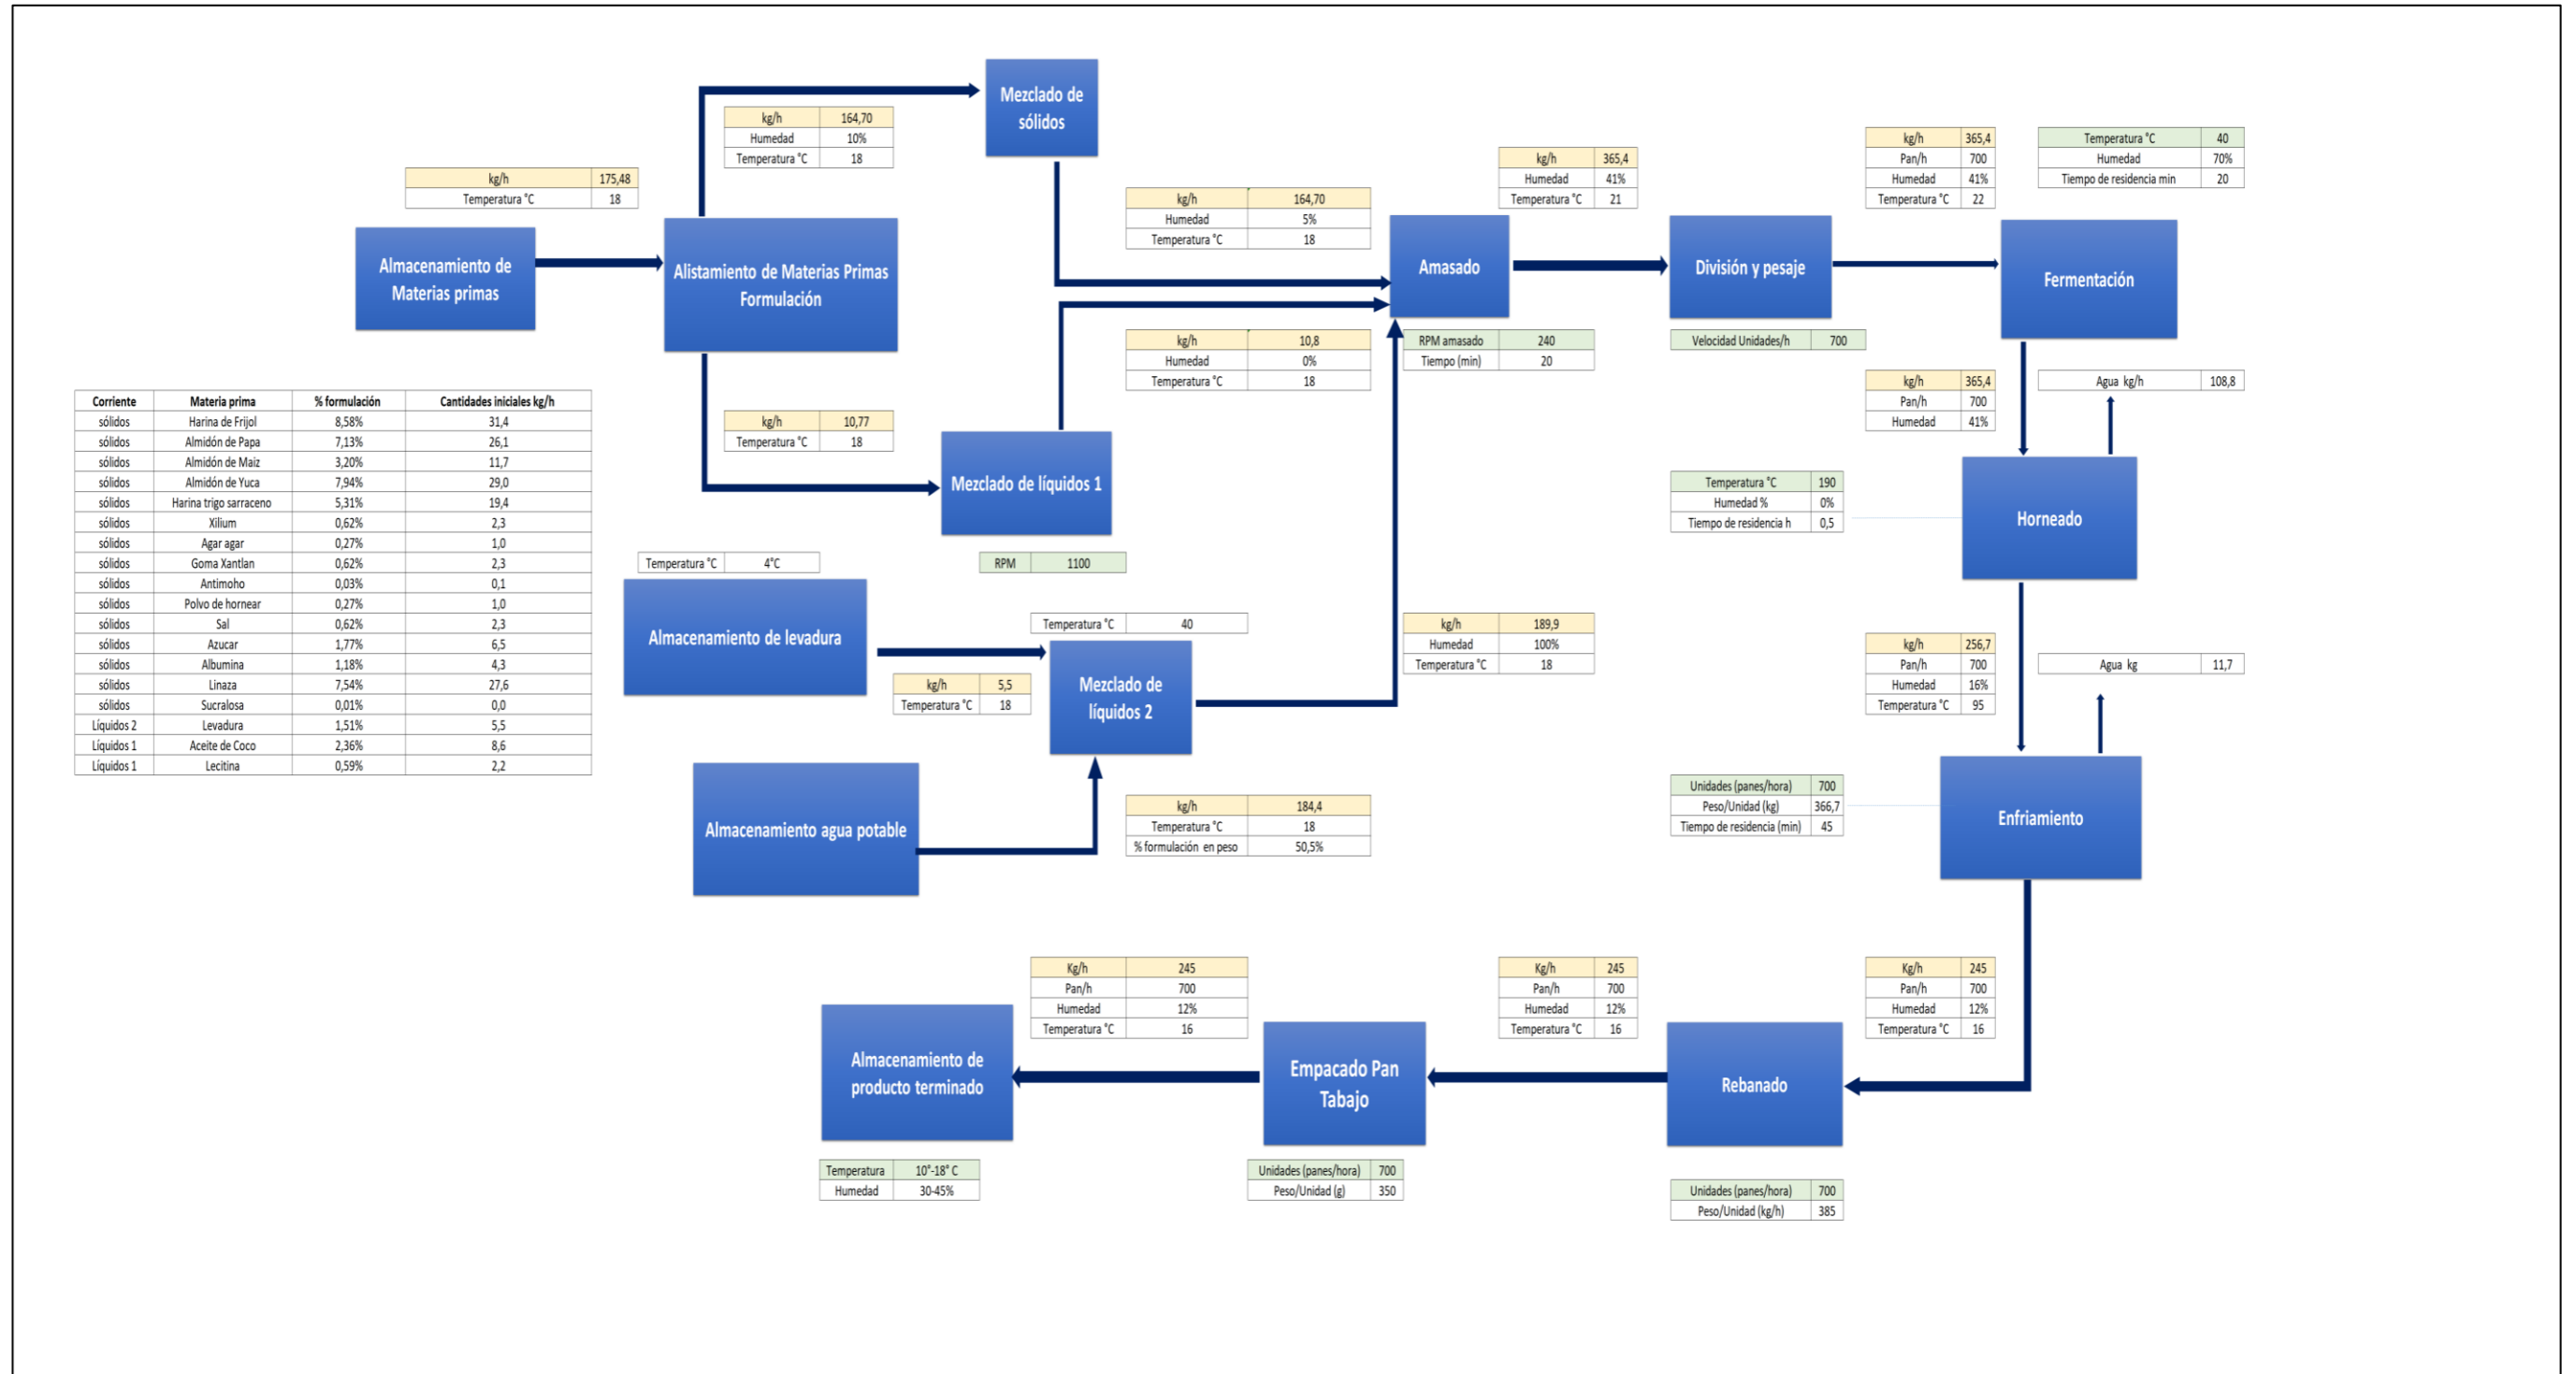 Mezclado de
sólidos
kg/h 164,70
Humedad 10%
Temperatura °C 18
kg/h 175,48
Temperatura °C 18
Almacenamiento de
Materias primas
Alistamiento de Materias Primas
Formulación
kg/h 164,70
Humedad 5%
Temperatura °C 18
kg/h 365,4
Humedad 41%
Temperatura °C 21
kg/h 365,4
Pan/h 700
Humedad 41%
Temperatura °C 22
Temperatura °C 40
Humedad 70%
Tiempo de residencia min 20
Amasado
División y pesaje
Fermentación
kg/h 10,8
Humedad 0%
Temperatura °C 18
RPM amasado 240
Tiempo (min) 20
Velocidad Unidades/h 700
kg/h 365,4
Pan/h 700
Humedad 41%
Agua kg/h 108,8
Corriente Materia prima % formulación Cantidades iniciales kg/h
sólidos Harina de Frijol 8,58% 31,4
sólidos Almidón de Papa 7,13% 26,1
sólidos Almidón de Maiz 3,20% 11,7
sólidos Almidón de Yuca 7,94% 29,0
sólidos Harina trigo sarraceno 5,31% 19,4
sólidos Xilium 0,62% 2,3
sólidos Agar agar 0,27% 1,0
sólidos Goma Xantlan 0,62% 2,3
sólidos Antimoho 0,03% 0,1
sólidos Polvo de hornear 0,27% 1,0
sólidos Sal 0,62% 2,3
sólidos Azucar 1,77% 6,5
sólidos Albumina 1,18% 4,3
sólidos Linaza 7,54% 27,6
sólidos Sucralosa 0,01% 0,0
Líquidos 2 Levadura 1,51% 5,5
Líquidos 1 Aceite de Coco 2,36% 8,6
Líquidos 1 Lecitina 0,59% 2,2
kg/h 10,77
Temperatura °C 18
Mezclado de líquidos 1
RPM 1100
Temperatura °C 190
Humedad % 0%
Tiempo de residencia h 0,5
Horneado
Temperatura °C 4°C
Almacenamiento de levadura
Temperatura °C 40
kg/h 5,5
Temperatura °C 18
Mezclado de
líquidos 2
kg/h 189,9
Humedad 100%
Temperatura °C 18
kg/h 256,7
Pan/h 700
Humedad 16%
Temperatura °C 95
Agua kg 11,7
Almacenamiento agua potable
kg/h 184,4
Temperatura °C 18
% formulación en peso 50,5%
Unidades (panes/hora) 700
Peso/Unidad (kg) 366,7
Tiempo de residencia (min) 45
Enfriamiento
Kg/h 245
Pan/h 700
Humedad 12%
Temperatura °C 16
Kg/h 245
Pan/h 700
Humedad 12%
Temperatura °C 16
Kg/h 245
Pan/h 700
Humedad 12%
Temperatura °C 16
Almacenamiento de
producto terminado
Empacado Pan
Tabajo
Rebanado
Temperatura 10°-18° C
Humedad 30-45%
Unidades (panes/hora) 700
Peso/Unidad (g) 350
Unidades (panes/hora) 700
Peso/Unidad (kg/h) 385